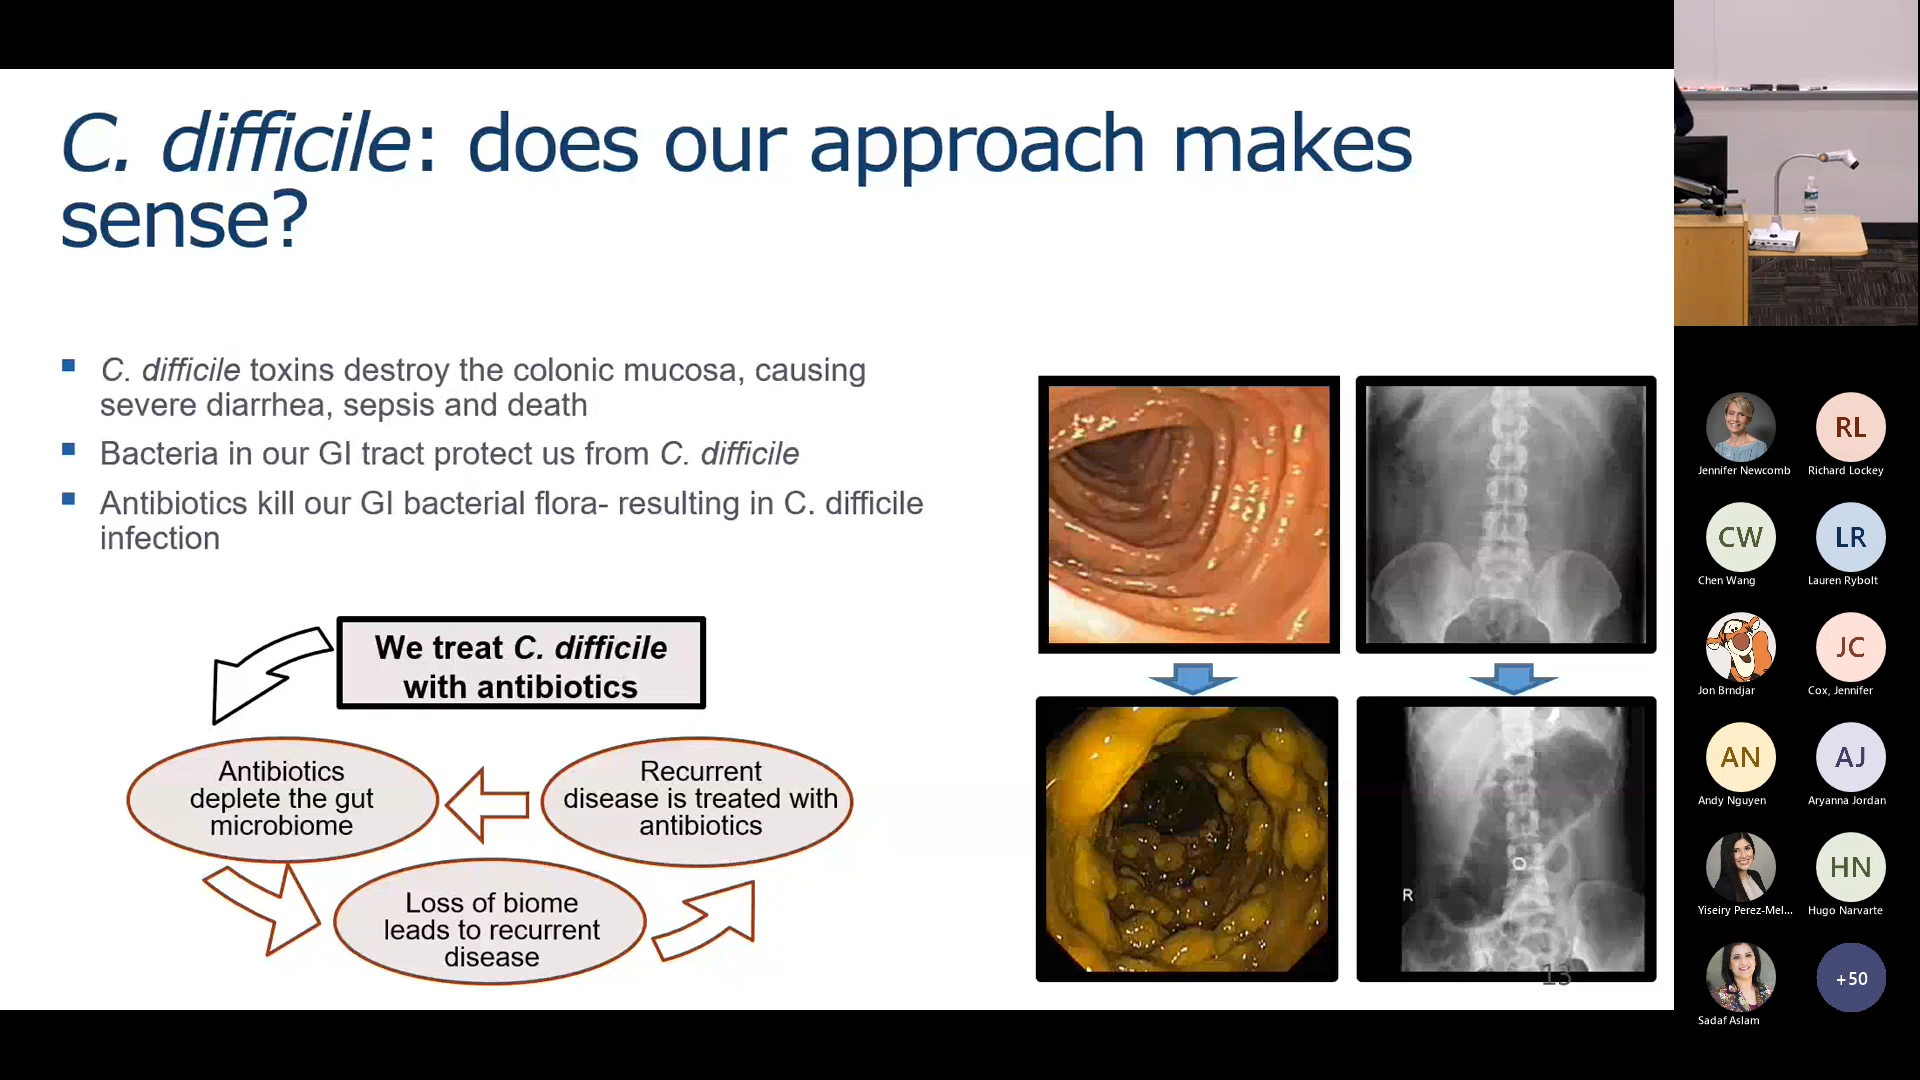 C. difficile: does our approach makes
sense?
C. difficile toxins destroy the colonic mucosa, causing
severe diarrhea, sepsis and death
Bacteria in our GI tract protect us from C. difficile
Antibiotics kill our GI bacterial flora- resulting in C. difficile
infection
We treat C. difficile
with antibiotics
Antibiotics
deplete the gut
microbiome
Recurrent
disease is treated with
antibiotics
Loss of biome
leads to recurrent
disease
R
13
Jennifer Newcomb
RL
Richard Lockey
CW
Chen Wang
LR
Lauren Rybolt
Jon Brndjar
JC
Cox, Jennifer
AN
Andy Nguyen
AJ
Aryanna Jordan
Yiseiry Perez-Mel...
HN
Hugo Narvarte
Sadaf Aslam
+50